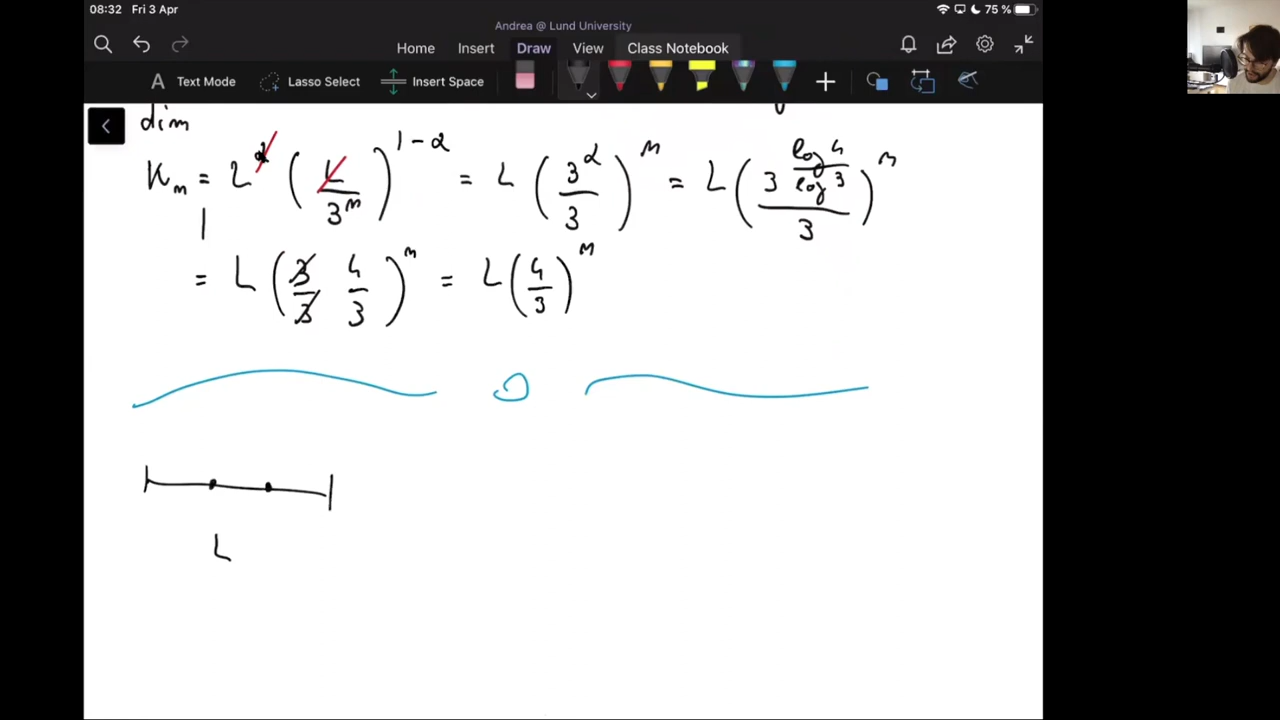 08:32 Fri 3 Apr
75 %
Andrea @ Lund University
Home Insert Draw View Class Notebook
A Text Mode Lasso Select Insert Space
dim
K_m = L^α (L/3^m)^(1-α) = L (3^α/3)^m = L (3^(log 4/log 3)/3)^m
= L (3/3 4/3)^m = L (4/3)^m
L